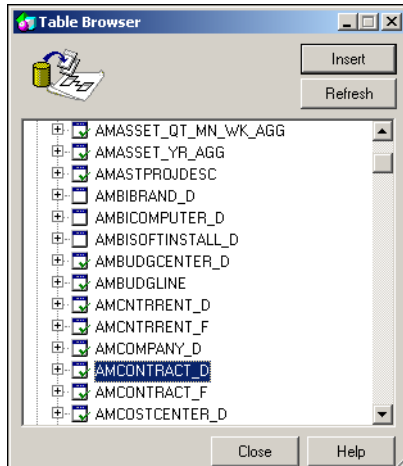 Table Browser
Insert
Refresh
AMASSET_QT_MN_WK_AGG
AMASSET_YR_AGG
AMASTPROJDESC
AMBIBRAND_D
AMBICOMPUTER_D
AMBISOFTINSTALL_D
AMBUDGCENTER_D
AMBUDGLINE
AMCNTRRENT_D
AMCNTRRENT_F
AMCOMPANY_D
AMCONTRACT_D
AMCONTRACT_F
AMCOSTCENTER_D
Close
Help